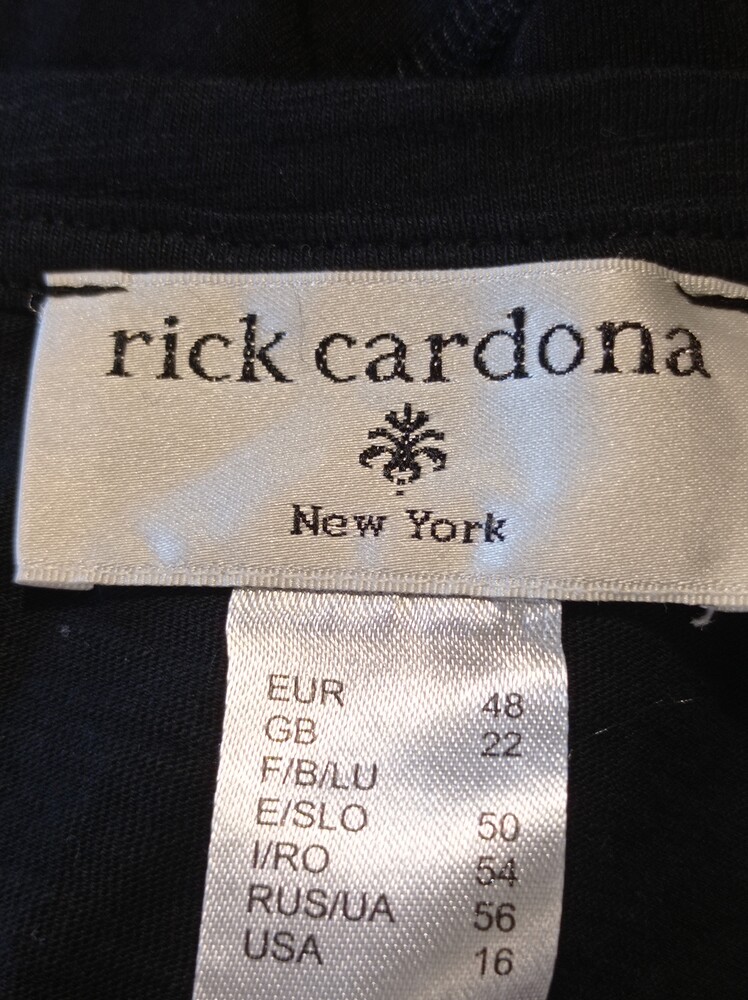 rick cardona
New York
EUR 48
GB 22
F/B/LU
E/SLO 50
I/RO 54
RUS/UA 56
USA 16